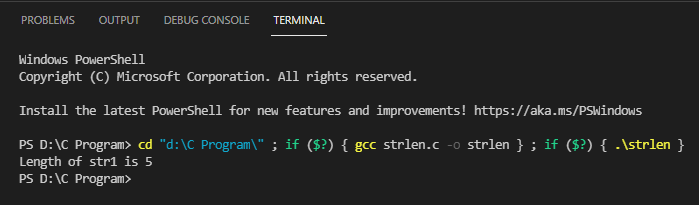 PROBLEMS OUTPUT DEBUG CONSOLE TERMINAL
Windows PowerShell
Copyright (C) Microsoft Corporation. All rights reserved.
Install the latest PowerShell for new features and improvements! https://aka.ms/PSWindows
PS D:\C Program> cd "d:\C Program\" ; if ($?) { gcc strlen.c -o strlen } ; if ($?) { .\strlen }
Length of str1 is 5
PS D:\C Program>